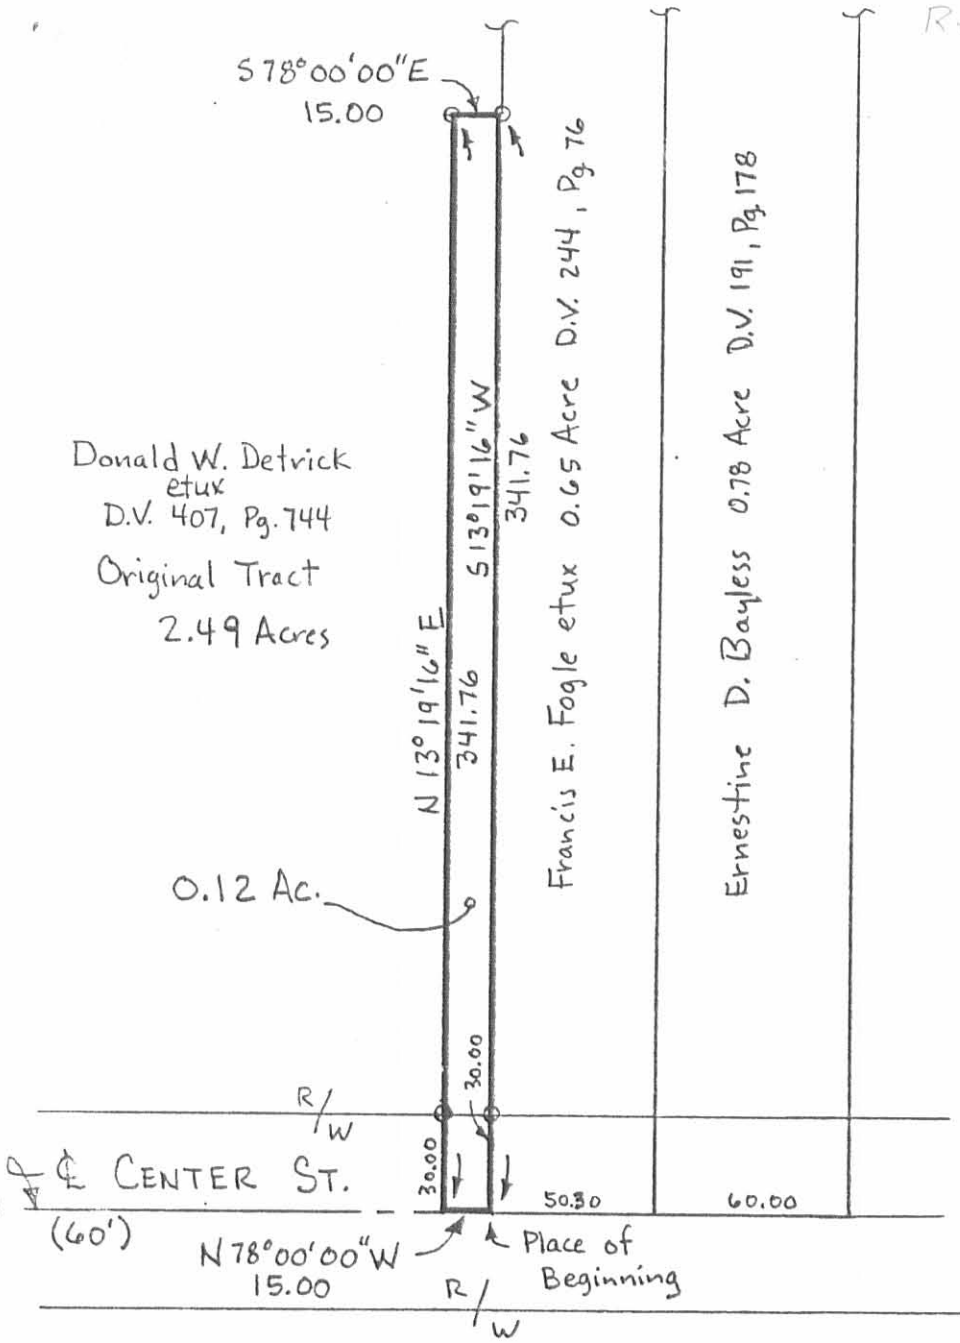 R.
S 78°00'00"E
15.00
Donald W. Detrick
etux
D.V. 407, Pg. 744
Original Tract
2.49 Acres
N 13°19'16" E
341.76
S 13°19'16" W
341.76
Francis E. Fogle etux 0.65 Acre D.V. 244, Pg 76
Ernestine D. Bayless 0.78 Acre D.V. 191, Pg. 178
0.12 Ac.
30.00
R/W
30.00
℄ CENTER ST.
(60')
50.30
60.00
N 78°00'00"W
15.00
Place of
Beginning
R/W